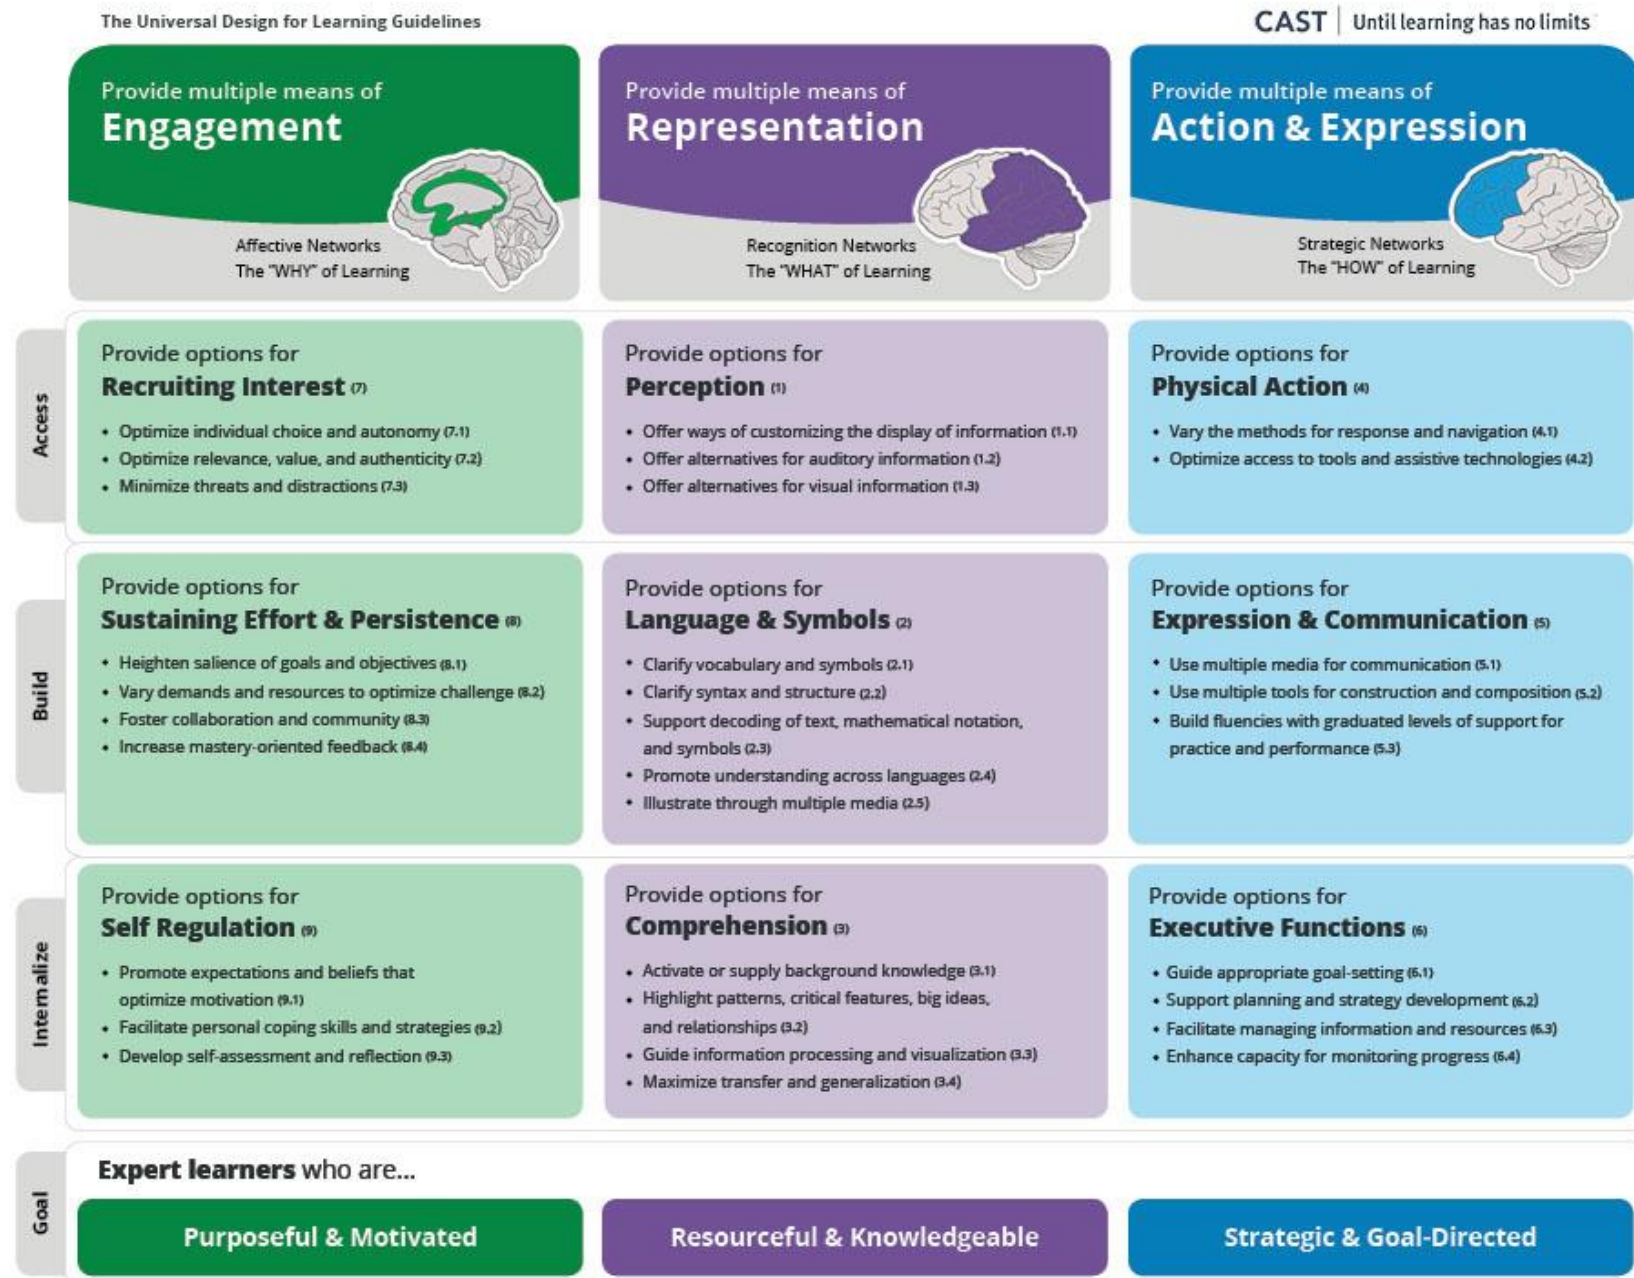 The Universal Design for Learning Guidelines
CAST | Until learning has no limits
Provide multiple means of
Engagement
Affective Networks
The "WHY" of Learning
Provide multiple means of
Representation
Recognition Networks
The "WHAT" of Learning
Provide multiple means of
Action & Expression
Strategic Networks
The "HOW" of Learning
Access
Provide options for
Recruiting Interest (7)
• Optimize individual choice and autonomy (7.1)
• Optimize relevance, value, and authenticity (7.2)
• Minimize threats and distractions (7.3)
Provide options for
Perception (1)
• Offer ways of customizing the display of information (1.1)
• Offer alternatives for auditory information (1.2)
• Offer alternatives for visual information (1.3)
Provide options for
Physical Action (4)
• Vary the methods for response and navigation (4.1)
• Optimize access to tools and assistive technologies (4.2)
Build
Provide options for
Sustaining Effort & Persistence (8)
• Heighten salience of goals and objectives (8.1)
• Vary demands and resources to optimize challenge (8.2)
• Foster collaboration and community (8.3)
• Increase mastery-oriented feedback (8.4)
Provide options for
Language & Symbols (2)
• Clarify vocabulary and symbols (2.1)
• Clarify syntax and structure (2.2)
• Support decoding of text, mathematical notation,
and symbols (2.3)
• Promote understanding across languages (2.4)
• Illustrate through multiple media (2.5)
Provide options for
Expression & Communication (5)
• Use multiple media for communication (5.1)
• Use multiple tools for construction and composition (5.2)
• Build fluencies with graduated levels of support for
practice and performance (5.3)
Internalize
Provide options for
Self Regulation (9)
• Promote expectations and beliefs that
optimize motivation (9.1)
• Facilitate personal coping skills and strategies (9.2)
• Develop self-assessment and reflection (9.3)
Provide options for
Comprehension (3)
• Activate or supply background knowledge (3.1)
• Highlight patterns, critical features, big ideas,
and relationships (3.2)
• Guide information processing and visualization (3.3)
• Maximize transfer and generalization (3.4)
Provide options for
Executive Functions (6)
• Guide appropriate goal-setting (6.1)
• Support planning and strategy development (6.2)
• Facilitate managing information and resources (6.3)
• Enhance capacity for monitoring progress (6.4)
Goal
Expert learners who are...
Purposeful & Motivated
Resourceful & Knowledgeable
Strategic & Goal-Directed